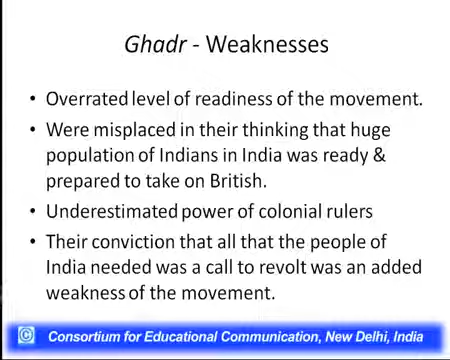 Ghadr - Weaknesses
• Overrated level of readiness of the movement.
• Were misplaced in their thinking that huge
population of Indians in India was ready &
prepared to take on British.
• Underestimated power of colonial rulers
• Their conviction that all that the people of
India needed was a call to revolt was an added
weakness of the movement.
© Consortium for Educational Communication, New Delhi, India